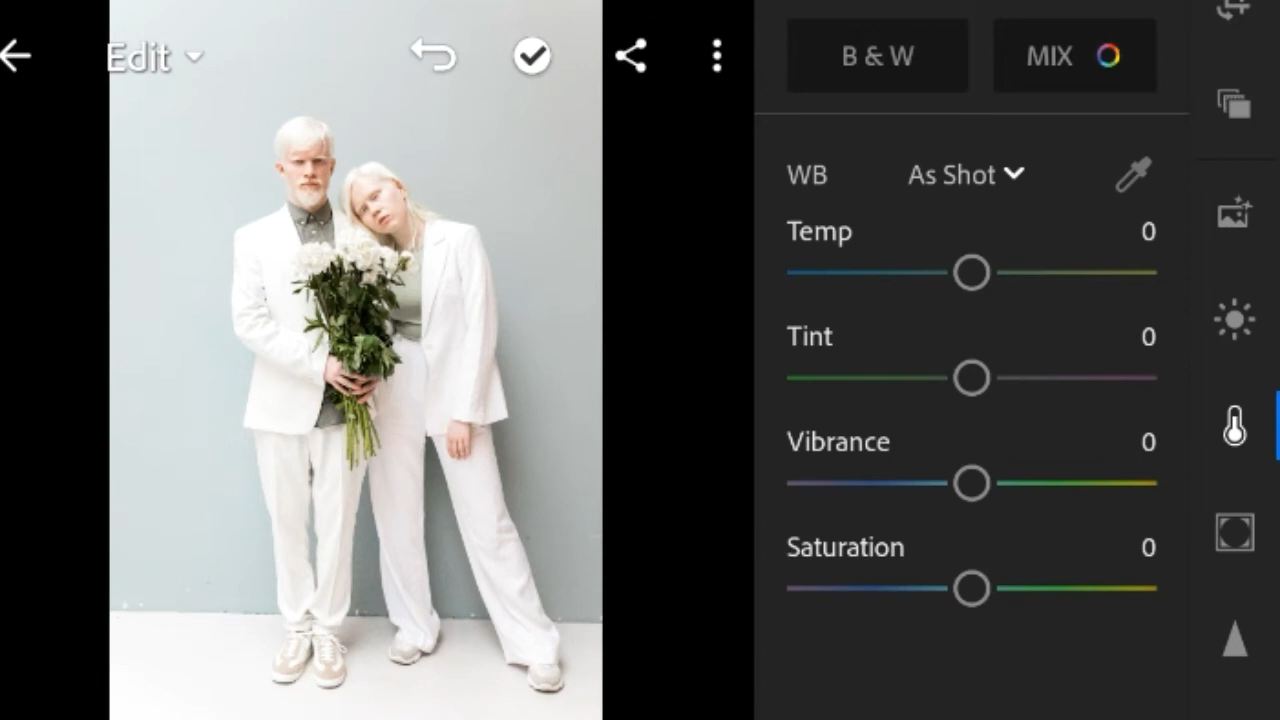 Edit
B & W
MIX
WB
As Shot
Temp
0
Tint
0
Vibrance
0
Saturation
0